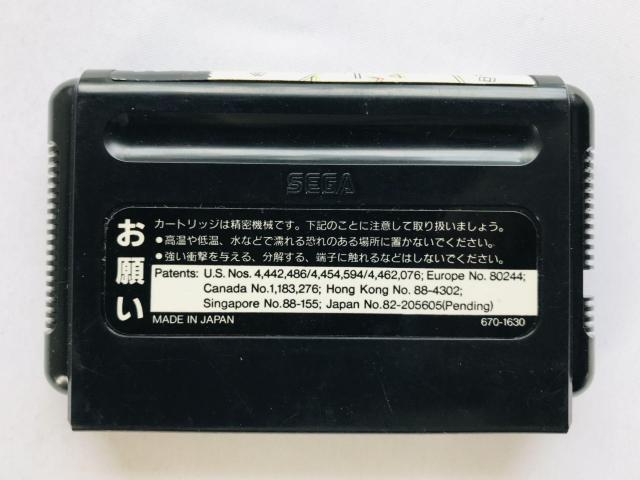 SEGA
お願い
カートリッジは精密機械です。下記のことに注意して取り扱いましょう。
●高温や低温、水などで濡れる恐れのある場所に置かないでください。
●強い衝撃を与える、分解する、端子に触れるなどはしないでください。
Patents: U.S. Nos. 4,442,486/4,454,594/4,462,076; Europe No. 80244;
Canada No.1,183,276; Hong Kong No. 88-4302;
Singapore No.88-155; Japan No.82-205605(Pending)
MADE IN JAPAN 670-1630